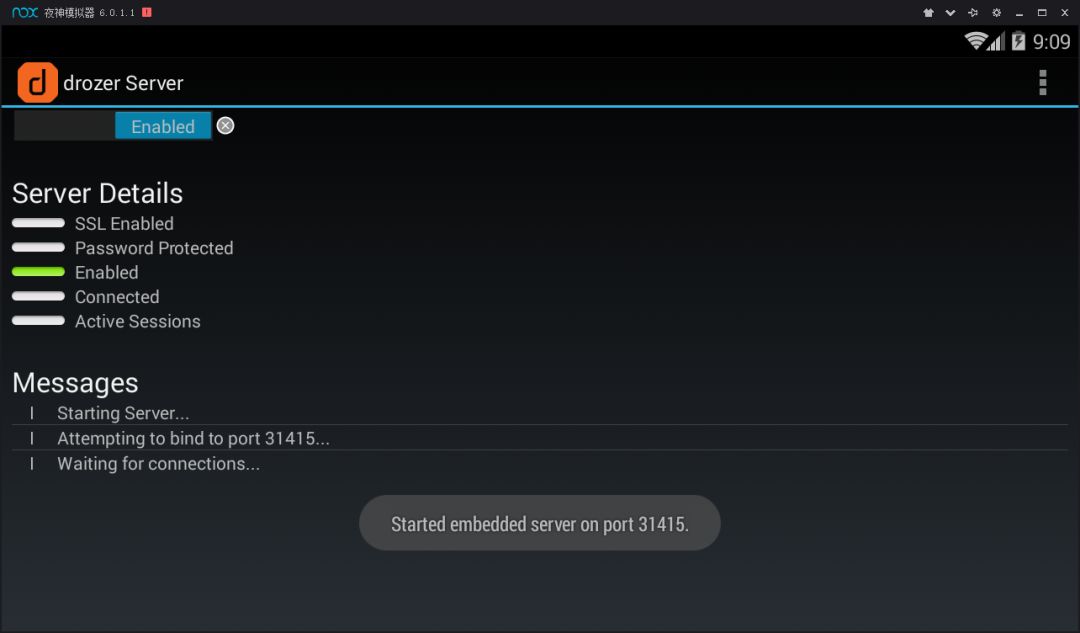 nox 夜神模拟器 6.0.1.1
9:09
d drozer Server
Enabled
Server Details
SSL Enabled
Password Protected
Enabled
Connected
Active Sessions
Messages
I Starting Server...
I Attempting to bind to port 31415...
I Waiting for connections...
Started embedded server on port 31415.